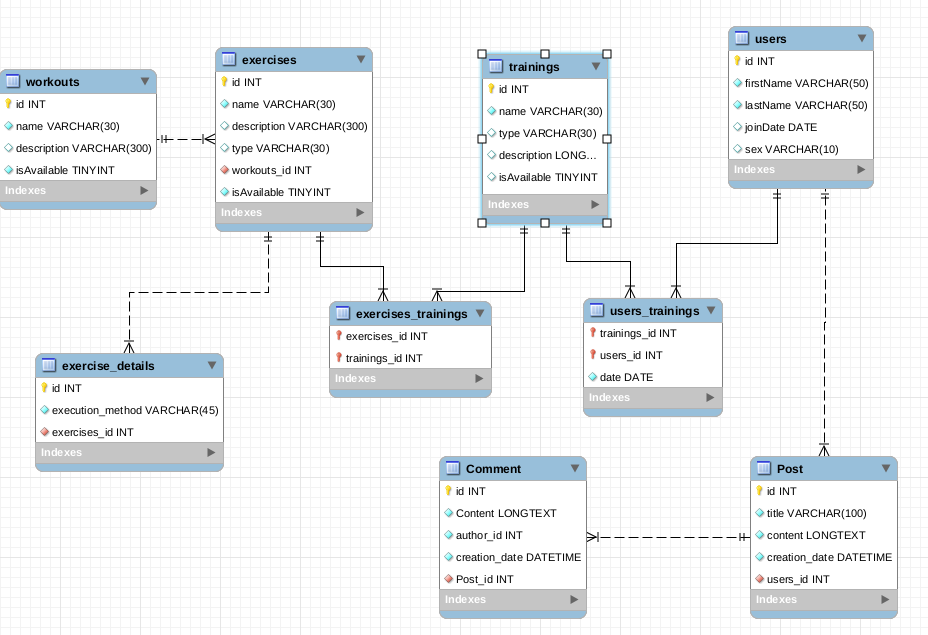 workouts
id INT
name VARCHAR(30)
description VARCHAR(300)
isAvailable TINYINT
Indexes
exercises
id INT
name VARCHAR(30)
description VARCHAR(300)
type VARCHAR(30)
workouts_id INT
isAvailable TINYINT
Indexes
trainings
id INT
name VARCHAR(30)
type VARCHAR(30)
description LONG...
isAvailable TINYINT
Indexes
users
id INT
firstName VARCHAR(50)
lastName VARCHAR(50)
joinDate DATE
sex VARCHAR(10)
Indexes
exercise_details
id INT
execution_method VARCHAR(45)
exercises_id INT
Indexes
exercises_trainings
exercises_id INT
trainings_id INT
Indexes
users_trainings
trainings_id INT
users_id INT
date DATE
Indexes
Comment
id INT
Content LONGTEXT
author_id INT
creation_date DATETIME
Post_id INT
Indexes
Post
id INT
title VARCHAR(100)
content LONGTEXT
creation_date DATETIME
users_id INT
Indexes